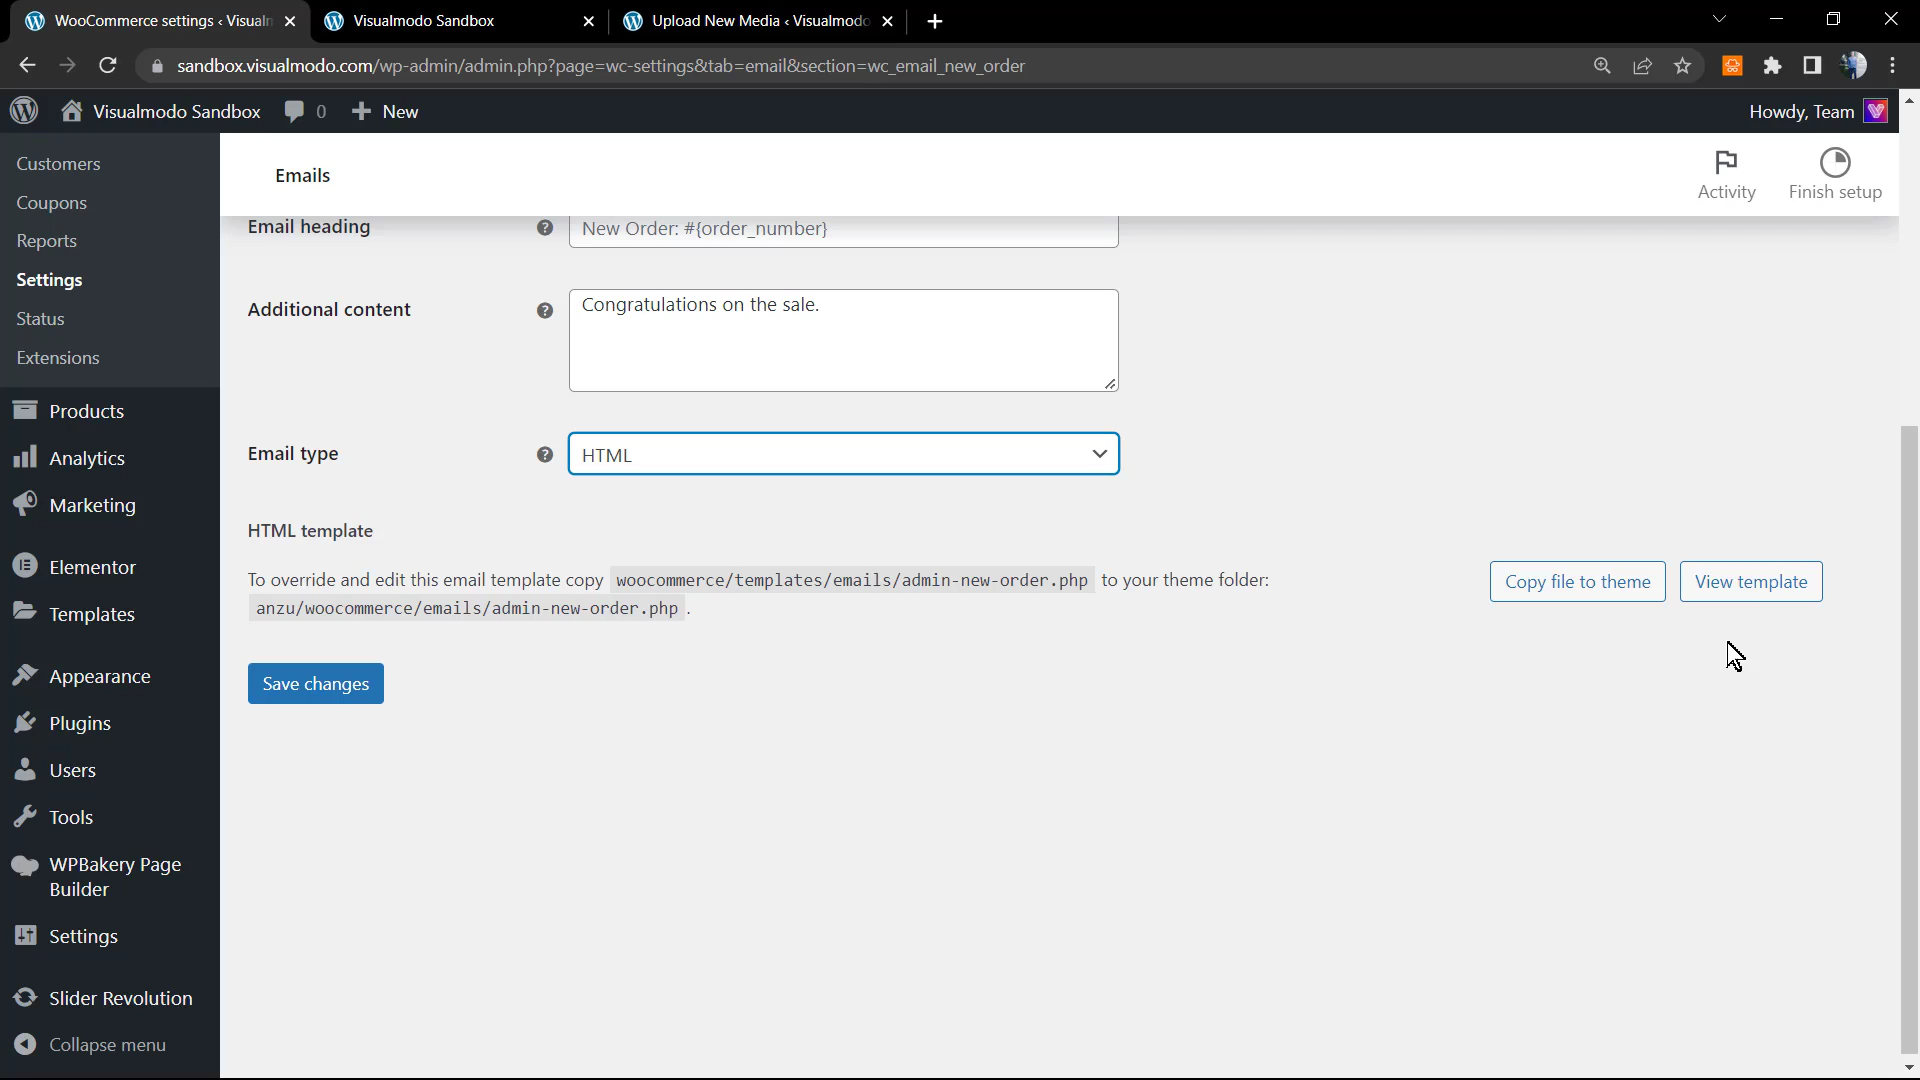 WooCommerce settings ‹ Visualm
Visualmodo Sandbox
Upload New Media ‹ Visualmodo
sandbox.visualmodo.com/wp-admin/admin.php?page=wc-settings&tab=email&section=wc_email_new_order
Visualmodo Sandbox
0
New
Howdy, Team
Customers
Coupons
Reports
Settings
Status
Extensions
Products
Analytics
Marketing
Elementor
Templates
Appearance
Plugins
Users
Tools
WPBakery Page
Builder
Settings
Slider Revolution
Collapse menu
Emails
Activity
Finish setup
Email heading
New Order: #{order_number}
Additional content
Congratulations on the sale.
Email type
HTML
HTML template
To override and edit this email template copy woocommerce/templates/emails/admin-new-order.php to your theme folder:
anzu/woocommerce/emails/admin-new-order.php .
Copy file to theme
View template
Save changes